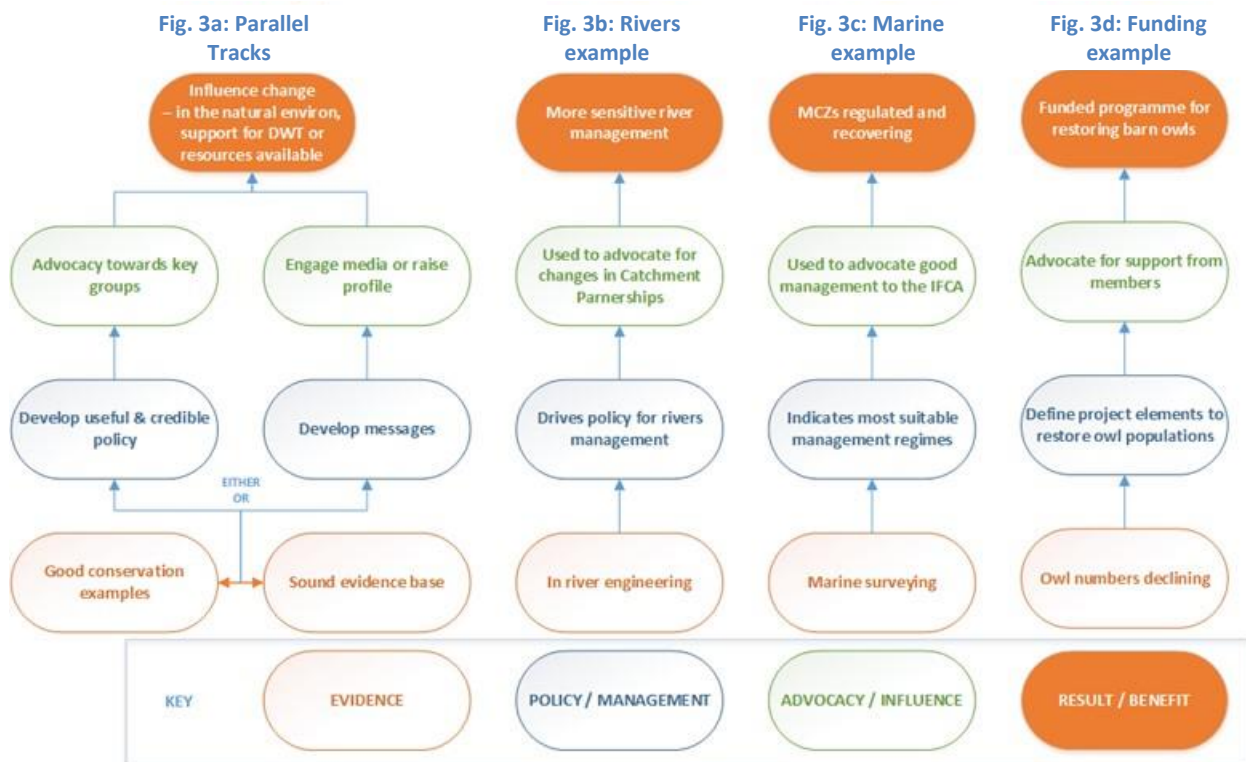 Fig. 3a: Parallel
Tracks
Fig. 3b: Rivers
example
Fig. 3c: Marine
example
Fig. 3d: Funding
example
Influence change
– in the natural environ,
support for DWT or
resources available
More sensitive river
management
MCZs regulated and
recovering
Funded programme for
restoring barn owls
Advocacy towards key
groups
Engage media or raise
profile
Used to advocate for
changes in Catchment
Parnerships
Used to advocate good
management to the IFCA
Advocate for support from
members
Develop useful & credible
policy
Develop messages
Drives policy for rivers
management
Indicates most suitable
management regimes
Define project elements to
restore owl populations
EITHER
OR
Good conservation
examples
Sound evidence base
In river engineering
Marine surveying
Owl numbers declining
KEY
EVIDENCE
POLICY / MANAGEMENT
ADVOCACY / INFLUENCE
RESULT / BENEFIT